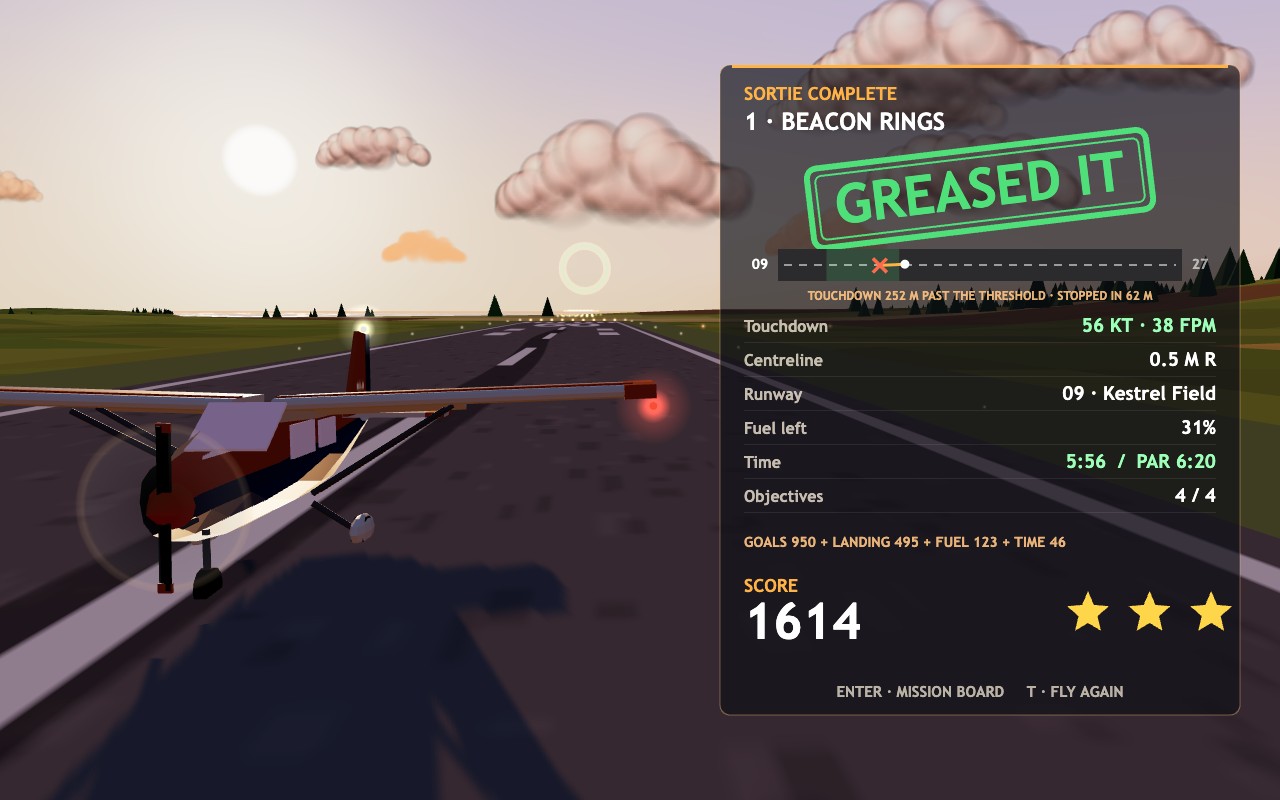 SORTIE COMPLETE
1 · BEACON RINGS
GREASED IT
09 27
TOUCHDOWN 252 M PAST THE THRESHOLD · STOPPED IN 62 M
Touchdown 56 KT · 38 FPM
Centreline 0.5 M R
Runway 09 · Kestrel Field
Fuel left 31%
Time 5:56 / PAR 6:20
Objectives 4 / 4
GOALS 950 + LANDING 495 + FUEL 123 + TIME 46
SCORE
1614
ENTER · MISSION BOARD T · FLY AGAIN